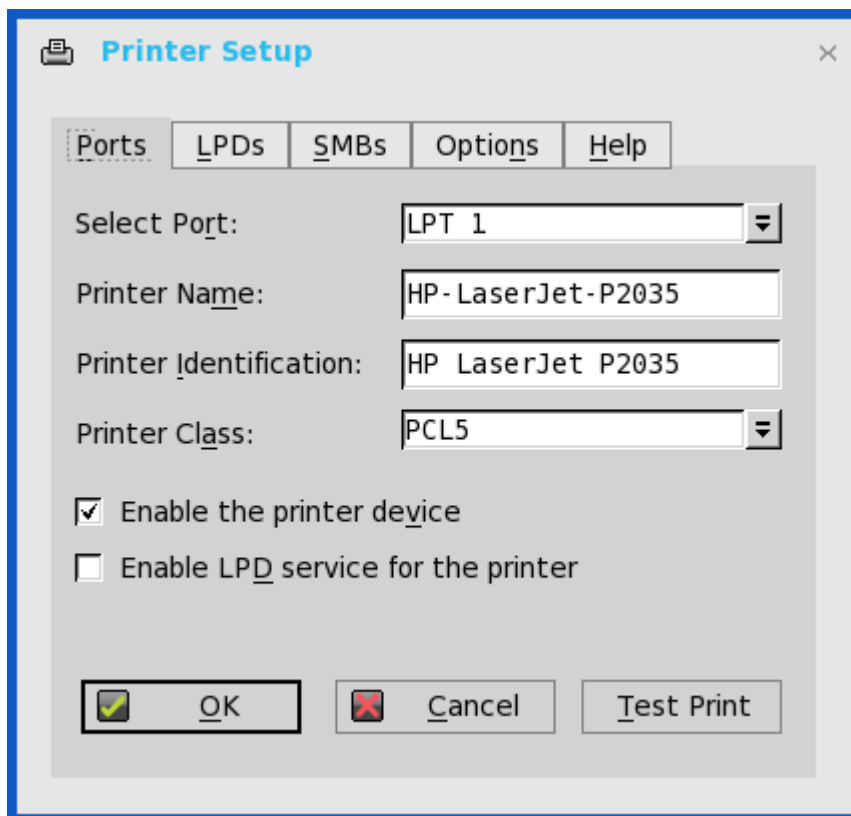 Printer Setup
Ports LPDs SMBs Options Help
Select Port: LPT 1
Printer Name: HP-LaserJet-P2035
Printer Identification: HP LaserJet P2035
Printer Class: PCL5
Enable the printer device
Enable LPD service for the printer
OK Cancel Test Print